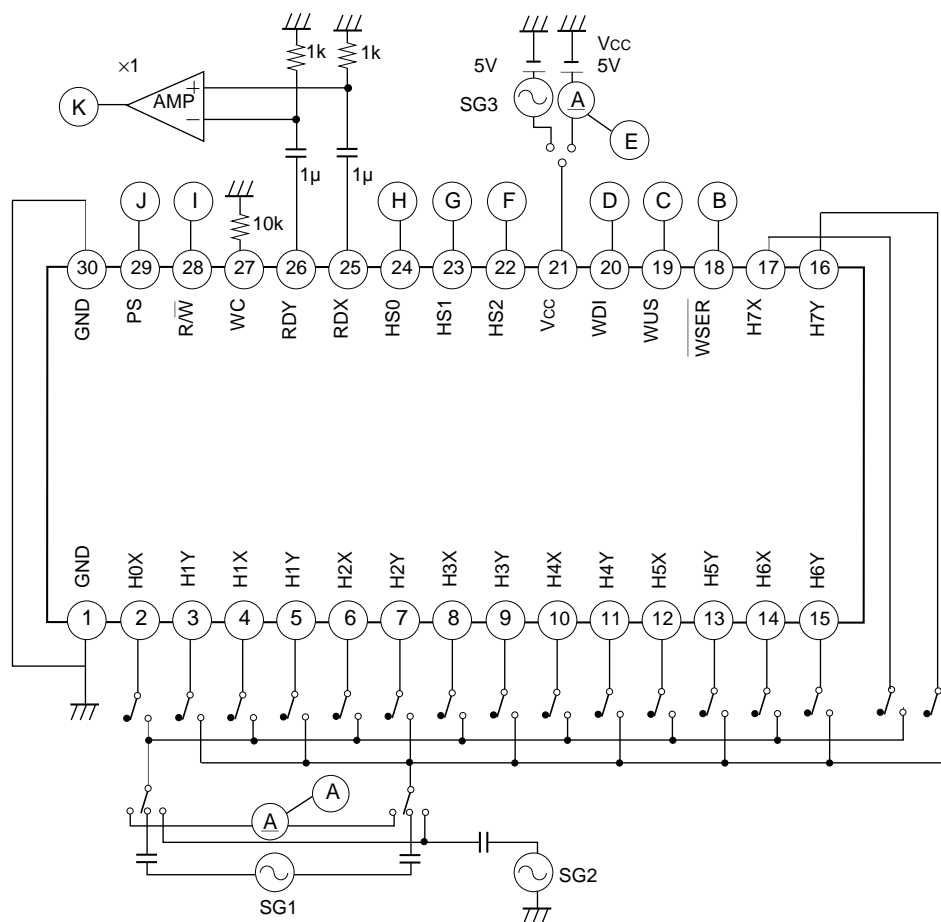 1k
1k
VCC
5V
5V
×1
AMP
+
−
K
SG3
A
E
1µ
1µ
10k
J
I
H
G
F
D
C
B
30
29
28
27
26
25
24
23
22
21
20
19
18
17
16
GND
PS
R/W
WC
RDY
RDX
HS0
HS1
HS2
VCC
WDI
WUS
WSER
H7X
H7Y
GND
H0X
H1Y
H1X
H1Y
H2X
H2Y
H3X
H3Y
H4X
H4Y
H5X
H5Y
H6X
H6Y
1
2
3
4
5
6
7
8
9
10
11
12
13
14
15
A
A
SG1
SG2